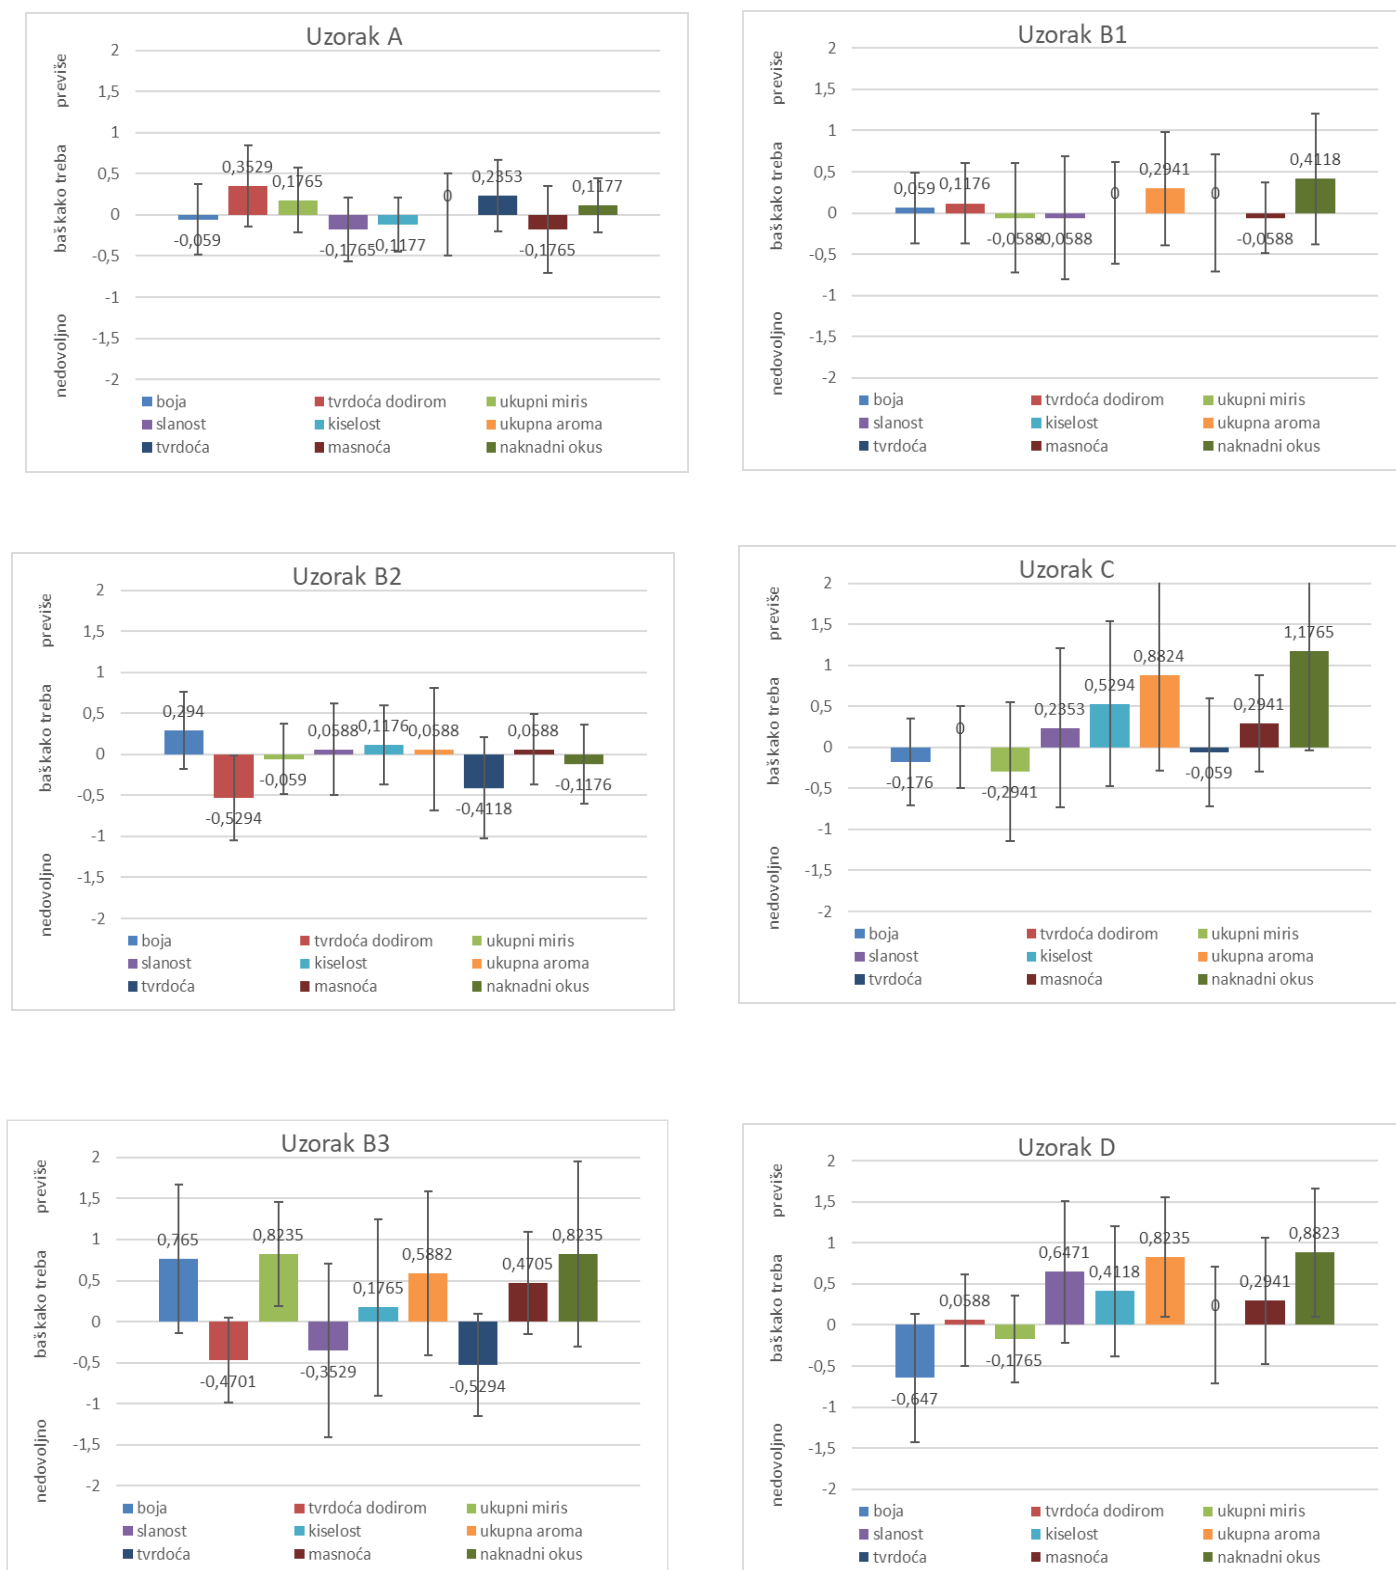 Uzorak A
previše
baš kako treba
nedovoljno
2
1,5
1
0,5
0
-0,5
-1
-1,5
-2
-0,059
0,3529
0,1765
-0,1765
-0,1177
0
0,2353
-0,1765
0,1177
boja tvrdoća dodirom ukupni miris
slanost kiselost ukupna aroma
tvrdoća masnoća naknadni okus
Uzorak B1
previše
baš kako treba
nedovoljno
2
1,5
1
0,5
0
-0,5
-1
-1,5
-2
0,059
0,1176
-0,0588
-0,0588
0
0,2941
0
-0,0588
0,4118
boja tvrdoća dodirom ukupni miris
slanost kiselost ukupna aroma
tvrdoća masnoća naknadni okus
Uzorak B2
previše
baš kako treba
nedovoljno
2
1,5
1
0,5
0
-0,5
-1
-1,5
-2
0,294
-0,5294
-0,059
0,0588
0,1176
0,0588
-0,4118
0,0588
-0,1176
boja tvrdoća dodirom ukupni miris
slanost kiselost ukupna aroma
tvrdoća masnoća naknadni okus
Uzorak C
previše
baš kako treba
nedovoljno
2
1,5
1
0,5
0
-0,5
-1
-1,5
-2
-0,176
0
-0,2941
0,2353
0,5294
0,8824
-0,059
0,2941
1,1765
boja tvrdoća dodirom ukupni miris
slanost kiselost ukupna aroma
tvrdoća masnoća naknadni okus
Uzorak B3
previše
baš kako treba
nedovoljno
2
1,5
1
0,5
0
-0,5
-1
-1,5
-2
0,765
-0,4701
0,8235
-0,3529
0,1765
0,5882
-0,5294
0,4705
0,8235
boja tvrdoća dodirom ukupni miris
slanost kiselost ukupna aroma
tvrdoća masnoća naknadni okus
Uzorak D
previše
baš kako treba
nedovoljno
2
1,5
1
0,5
0
-0,5
-1
-1,5
-2
-0,647
0,0588
-0,1765
0,6471
0,4118
0,8235
0
0,2941
0,8823
boja tvrdoća dodirom ukupni miris
slanost kiselost ukupna aroma
tvrdoća masnoća naknadni okus